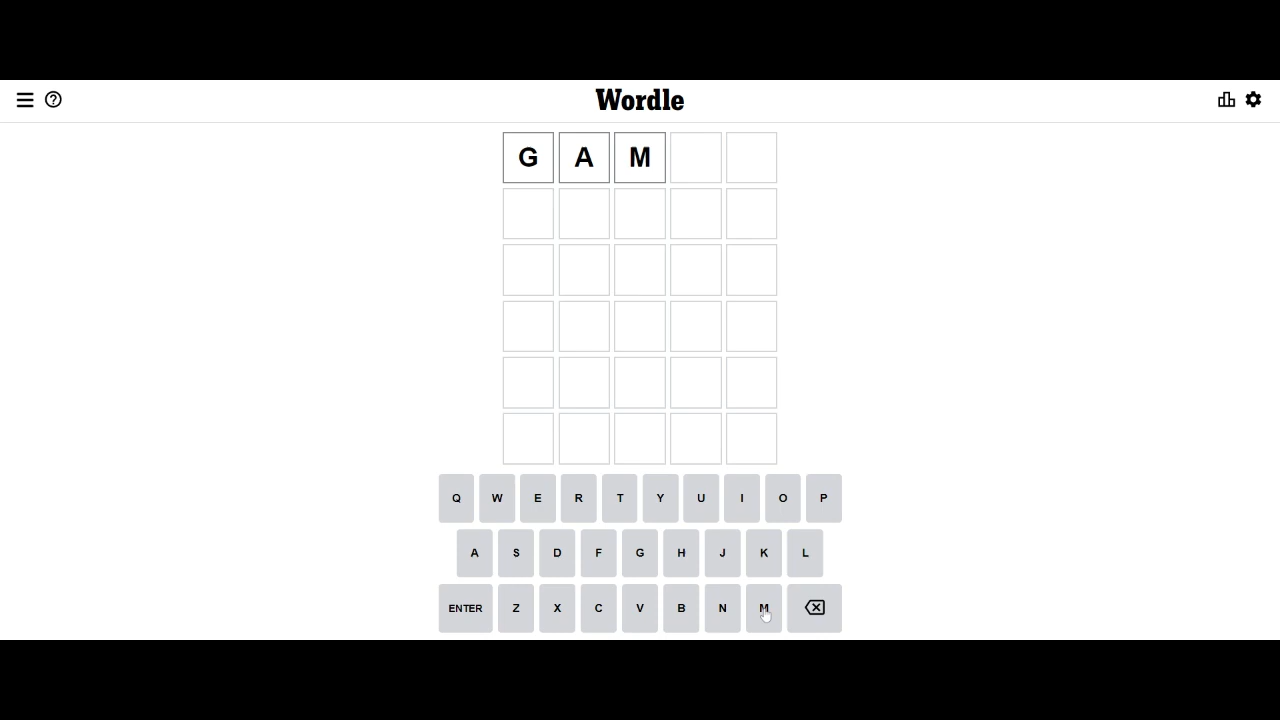 Wordle
G A M
Q W E R T Y U I O P
A S D F G H J K L
ENTER Z X C V B N M